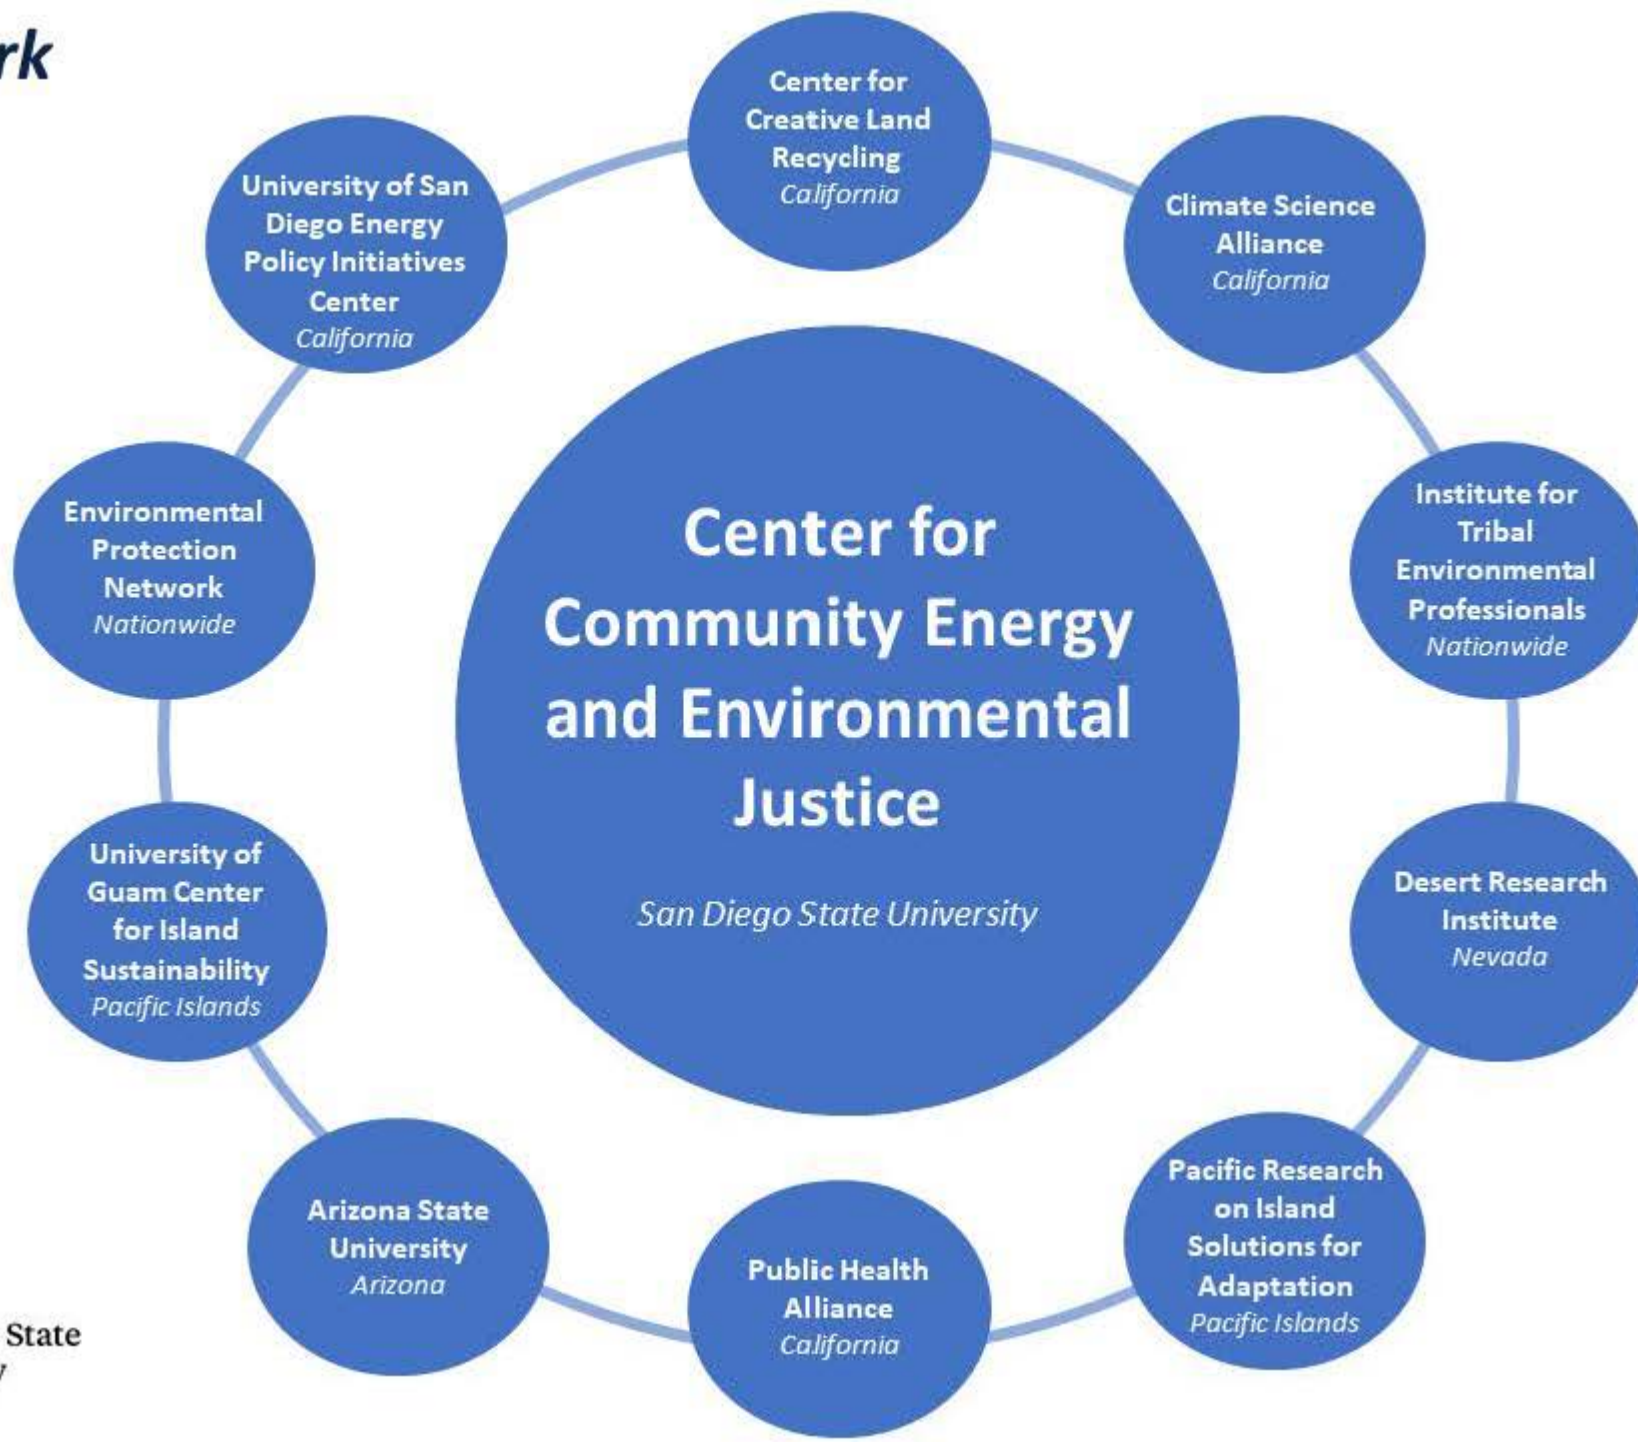 rk
Center for
Creative Land
Recycling
California
Climate Science
Alliance
California
Institute for
Tribal
Environmental
Professionals
Nationwide
Desert Research
Institute
Nevada
Pacific Research
on Island
Solutions for
Adaptation
Pacific Islands
Public Health
Alliance
California
Arizona State
University
Arizona
University of
Guam Center
for Island
Sustainability
Pacific Islands
Environmental
Protection
Network
Nationwide
University of San
Diego Energy
Policy Initiatives
Center
California
Center for
Community Energy
and Environmental
Justice
San Diego State University
State